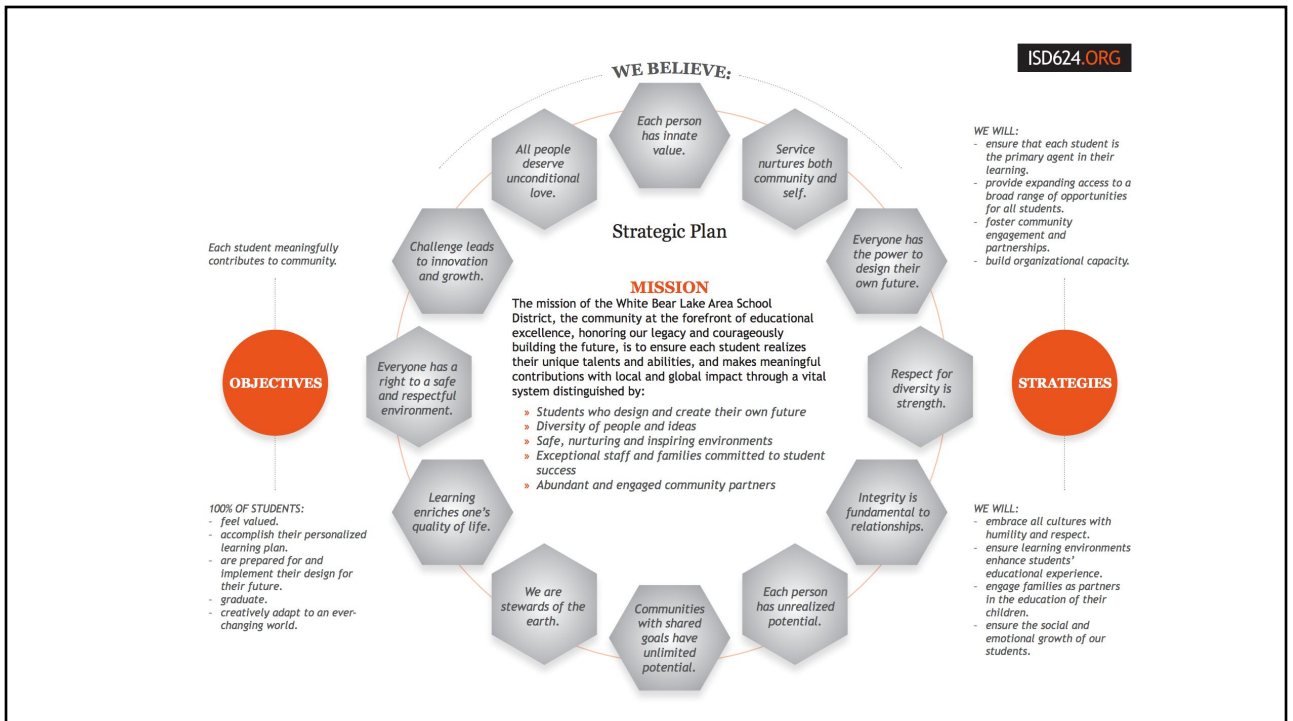 ISD624.ORG
WE BELIEVE:
Each person
has innate
value.
Service
nurtures both
community and
self.
Everyone has
the power to
design their
own future.
Respect for
diversity is
strength.
Integrity is
fundamental to
relationships.
Each person
has unrealized
potential.
Communities
with shared
goals have
unlimited
potential.
We are
stewards of the
earth.
Learning
enriches one’s
quality of life.
Everyone has a
right to a safe
and respectful
environment.
Challenge leads
to innovation
and growth.
All people
deserve
unconditional
love.
Strategic Plan
MISSION
The mission of the White Bear Lake Area School
District, the community at the forefront of educational
excellence, honoring our legacy and courageously
building the future, is to ensure each student realizes
their unique talents and abilities, and makes meaningful
contributions with local and global impact through a vital
system distinguished by:
» Students who design and create their own future
» Diversity of people and ideas
» Safe, nurturing and inspiring environments
» Exceptional staff and families committed to student
success
» Abundant and engaged community partners
Each student meaningfully
contributes to community.
OBJECTIVES
100% OF STUDENTS:
- feel valued.
- accomplish their personalized
learning plan.
- are prepared for and
implement their design for
their future.
- graduate.
- creatively adapt to an ever-
changing world.
WE WILL:
- ensure that each student is
the primary agent in their
learning.
- provide expanding access to a
broad range of opportunities
for all students.
- foster community
engagement and
partnerships.
- build organizational capacity.
STRATEGIES
WE WILL:
- embrace all cultures with
humility and respect.
- ensure learning environments
enhance students’
educational experience.
- engage families as partners
in the education of their
children.
- ensure the social and
emotional growth of our
students.